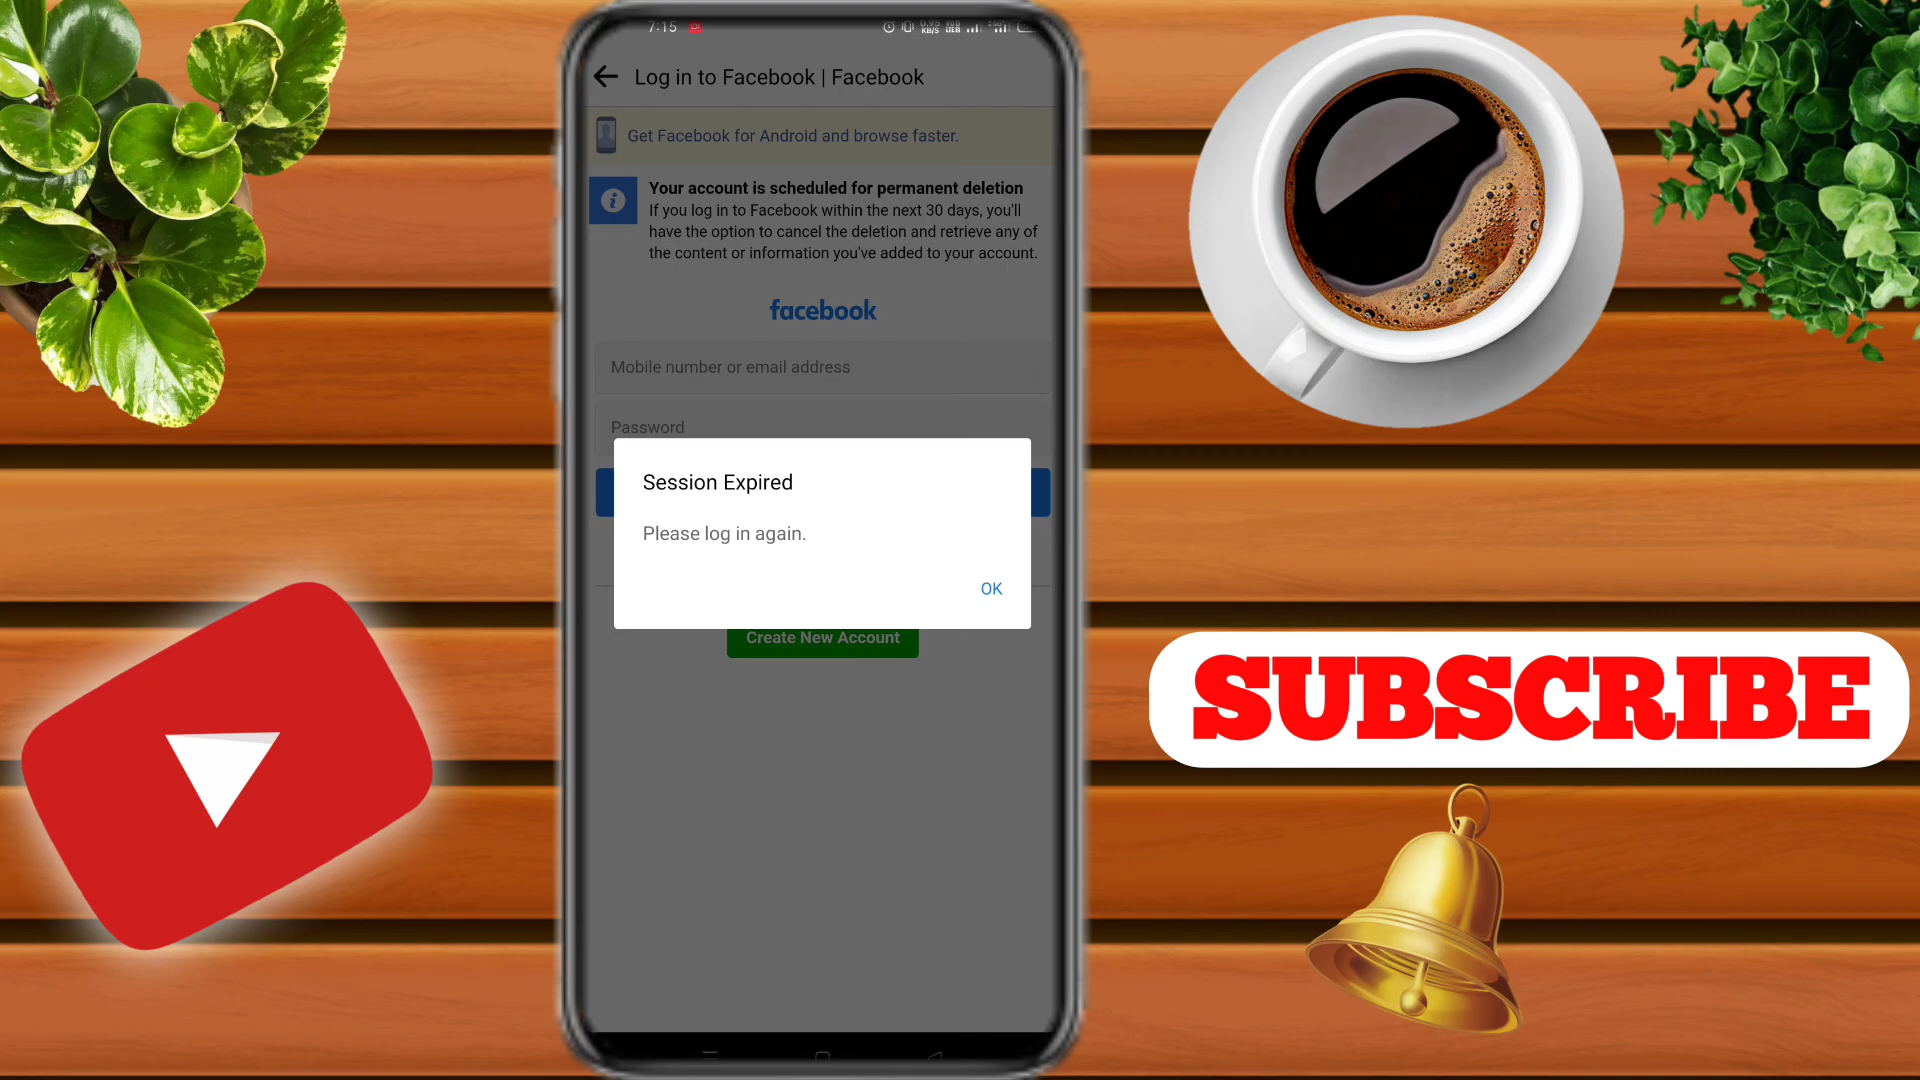 7:15
0.95
KB/S
Log in to Facebook | Facebook
Get Facebook for Android and browse faster.
Your account is scheduled for permanent deletion
If you log in to Facebook within the next 30 days, you'll
have the option to cancel the deletion and retrieve any of
the content or information you've added to your account.
facebook
Mobile number or email address
Password
Session Expired
Please log in again.
OK
Create New Account
SUBSCRIBE